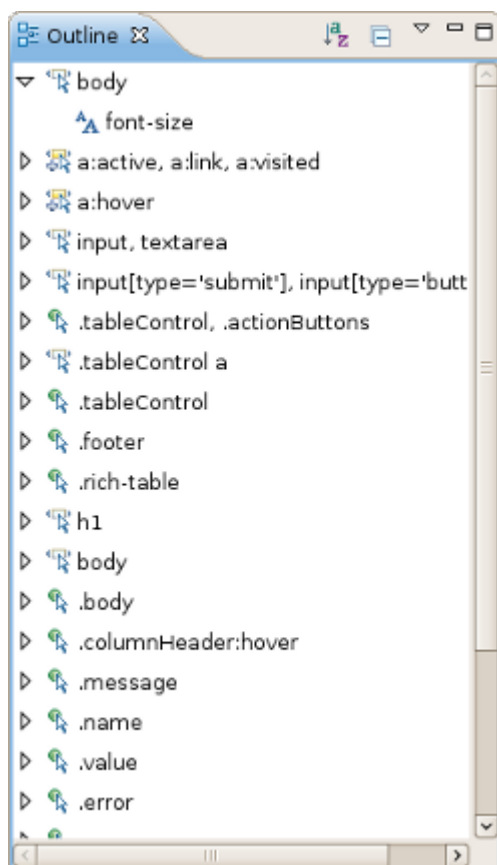 Outline
body
font-size
a:active, a:link, a:visited
a:hover
input, textarea
input[type='submit'], input[type='butt
.tableControl, .actionButtons
.tableControl a
.tableControl
.footer
.rich-table
h1
body
.body
.columnHeader:hover
.message
.name
.value
.error